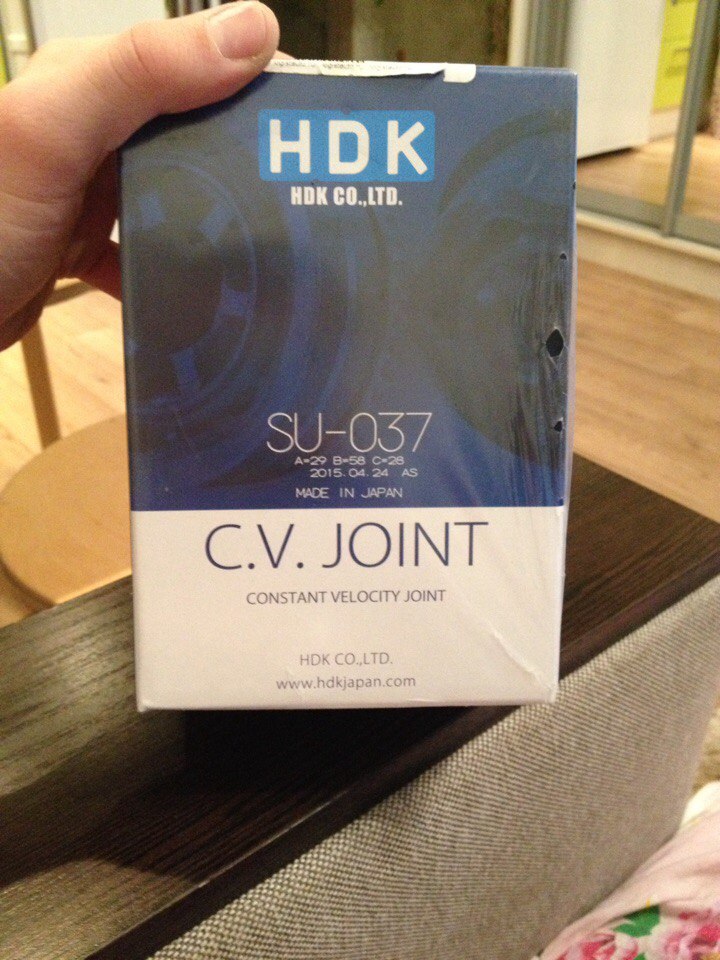 HDK
HDK CO.,LTD.
SU-037
A=29 B=58 C=28
2015.04.24 AS
MADE IN JAPAN
C.V. JOINT
CONSTANT VELOCITY JOINT
HDK CO.,LTD.
www.hdkjapan.com